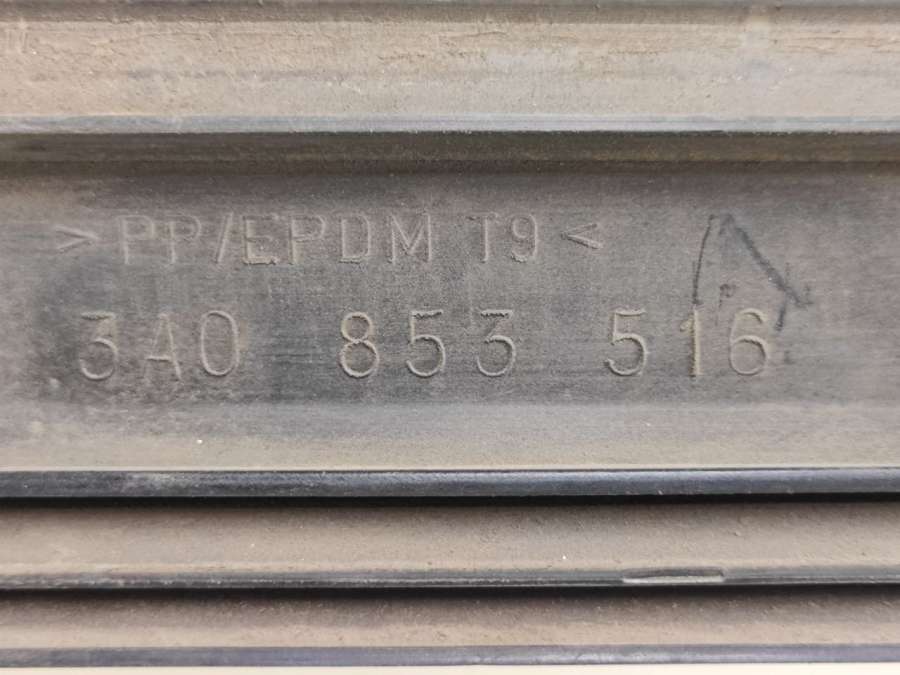 >PP/EPDM T9<
3A0 853 516